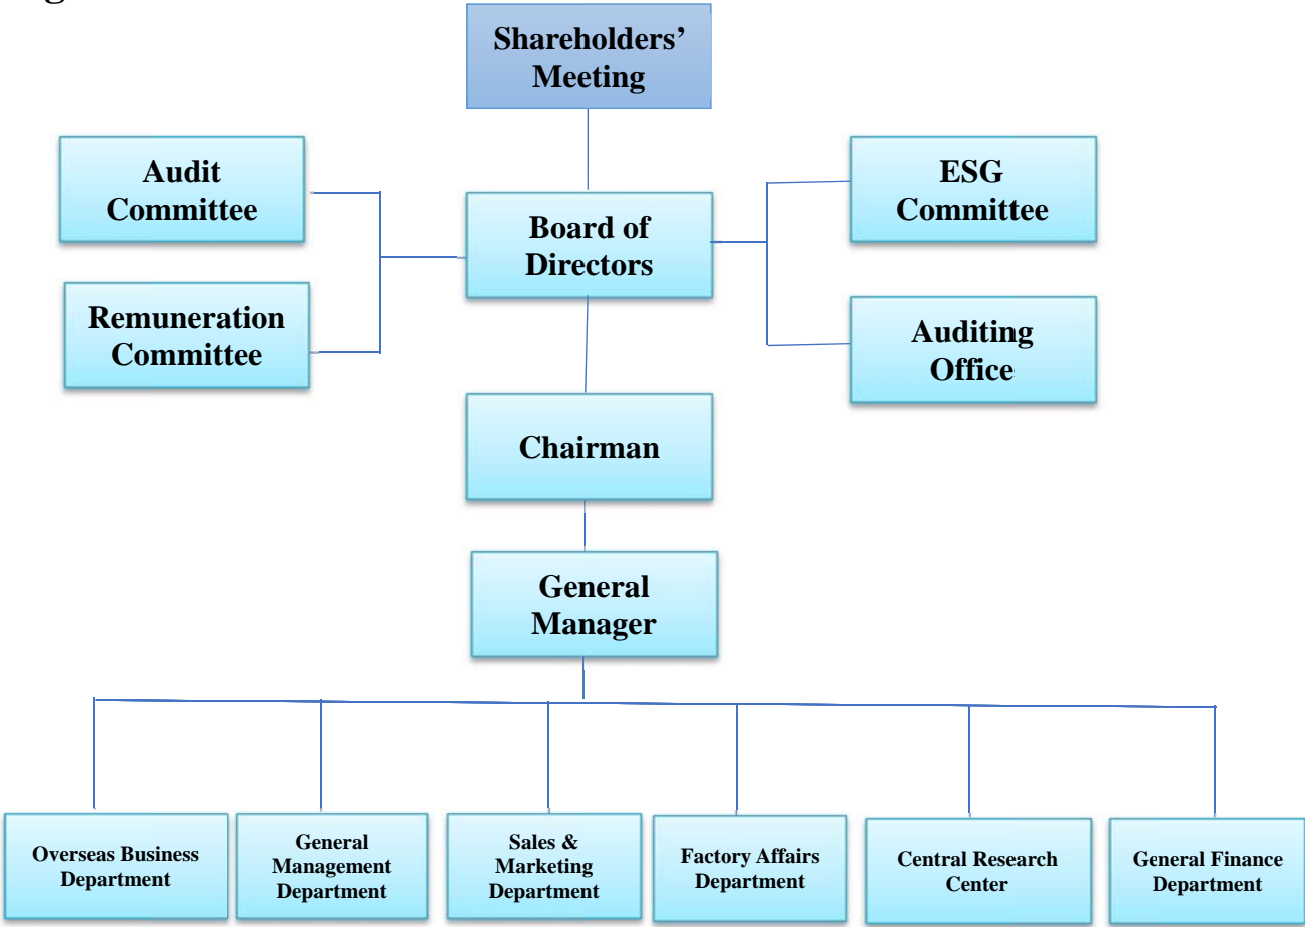 g
Shareholders’
Meeting
Audit
Committee
ESG
Committee
Board of
Directors
Remuneration
Committee
Auditing
Office
Chairman
General
Manager
Overseas Business
Department
General
Management
Department
Sales &
Marketing
Department
Factory Affairs
Department
Central Research
Center
General Finance
Department